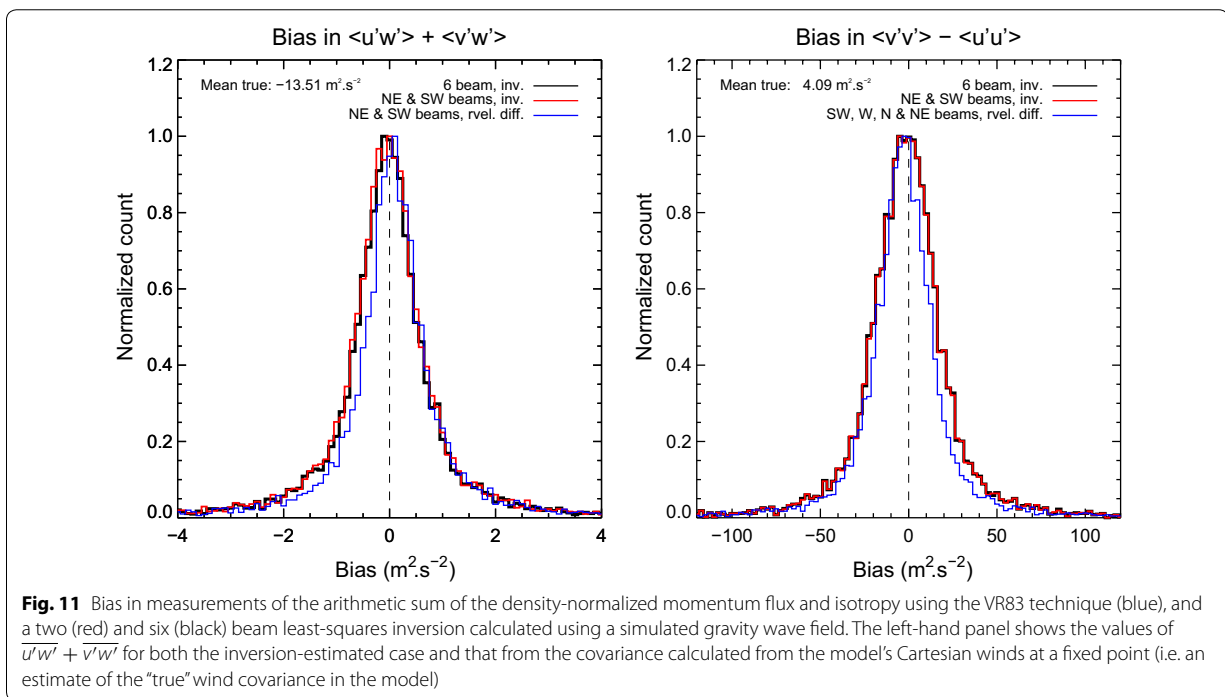 Bias in <u'w'> + <v'w'>
1.2
1.0
0.8
0.6
0.4
0.2
0.0
Normalized count
Mean true: −13.51 m².s⁻²
6 beam, inv.
NE & SW beams, inv.
NE & SW beams, rvel. diff.
−4
−2
0
2
4
Bias (m².s⁻²)
Bias in <v'v'> − <u'u'>
1.2
1.0
0.8
0.6
0.4
0.2
0.0
Normalized count
Mean true: 4.09 m².s⁻²
6 beam, inv.
NE & SW beams, inv.
SW, W, N & NE beams, rvel. diff.
−100
−50
0
50
100
Bias (m².s⁻²)
Fig. 11 Bias in measurements of the arithmetic sum of the density-normalized momentum flux and isotropy using the VR83 technique (blue), and
a two (red) and six (black) beam least-squares inversion calculated using a simulated gravity wave field. The left-hand panel shows the values of
u′w′ + v′w′ for both the inversion-estimated case and that from the covariance calculated from the model's Cartesian winds at a fixed point (i.e. an
estimate of the “true” wind covariance in the model)